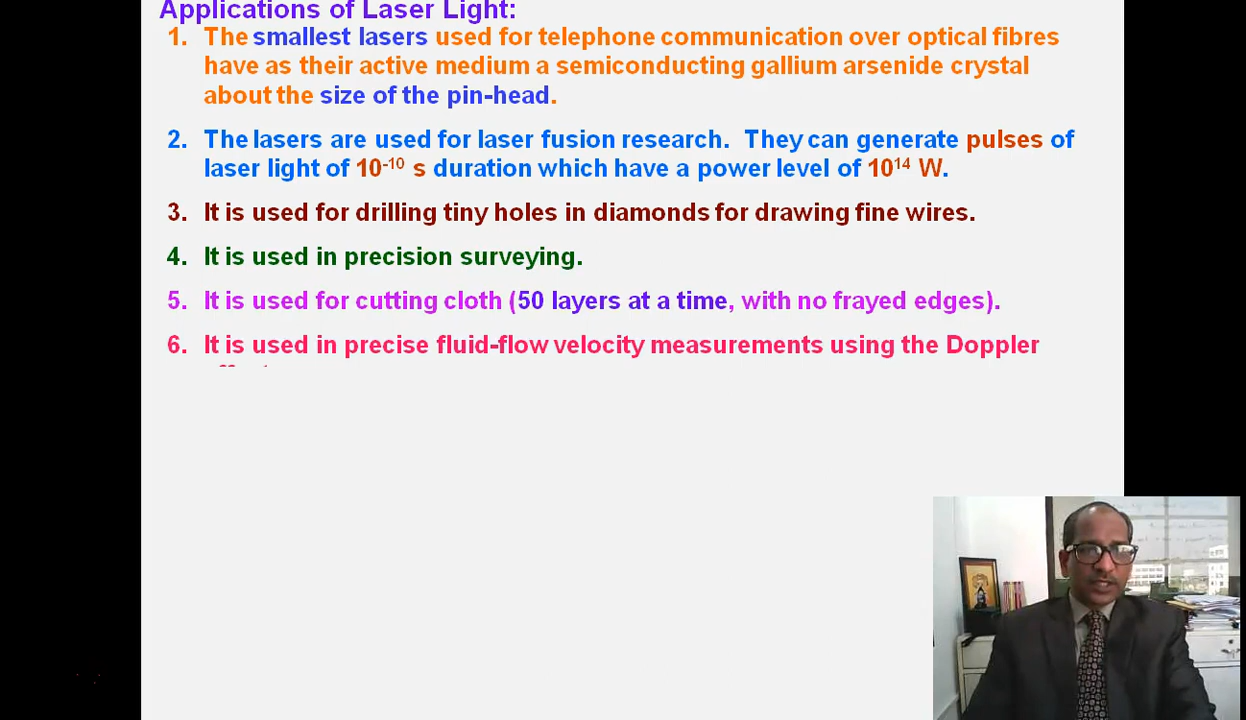 Applications of Laser Light:
1. The smallest lasers used for telephone communication over optical fibres
have as their active medium a semiconducting gallium arsenide crystal
about the size of the pin-head.
2. The lasers are used for laser fusion research. They can generate pulses of
laser light of 10⁻¹⁰ s duration which have a power level of 10¹⁴ W.
3. It is used for drilling tiny holes in diamonds for drawing fine wires.
4. It is used in precision surveying.
5. It is used for cutting cloth (50 layers at a time, with no frayed edges).
6. It is used in precise fluid-flow velocity measurements using the Doppler